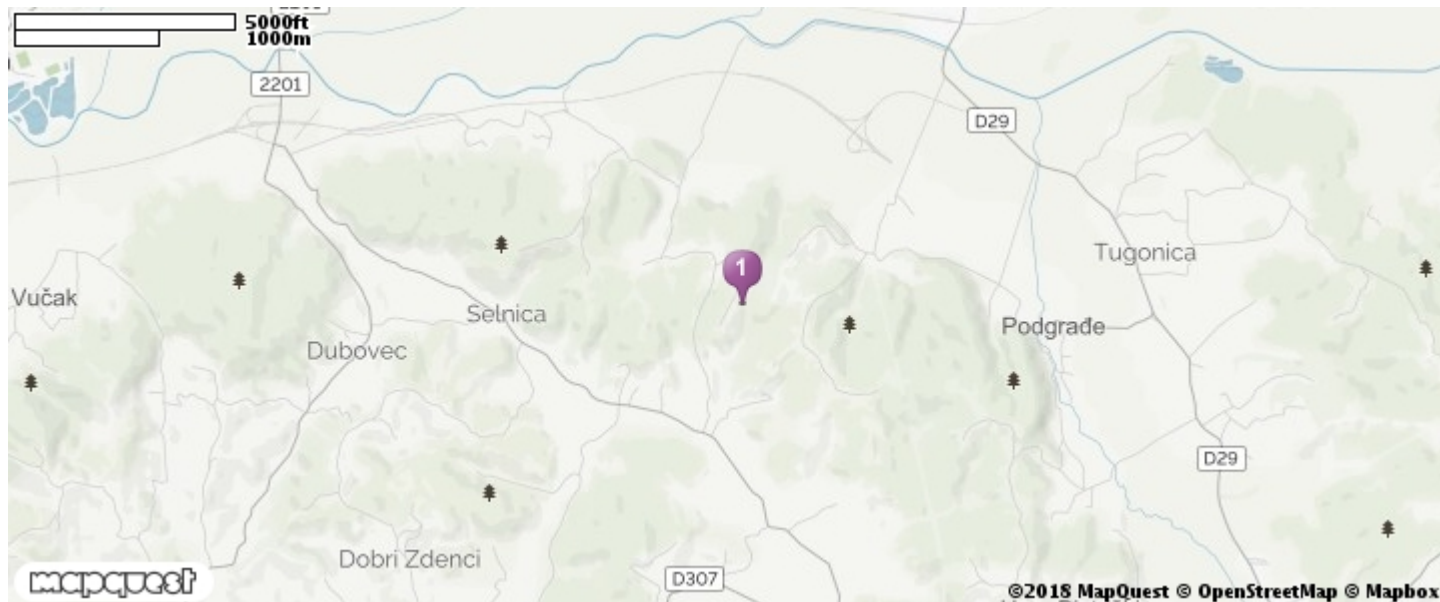 5000ft
1000m
2201
D29
Tugonica
1
Vučak
Selnica
Podgrađe
Dubovec
D29
Dobri Zdenci
D307
mapquest
©2018 MapQuest © OpenStreetMap © Mapbox